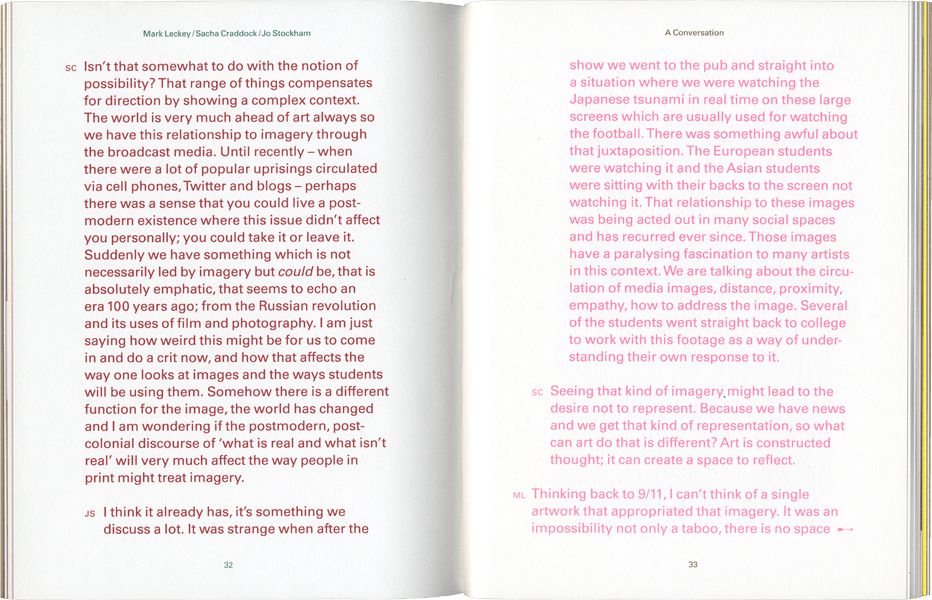 Mark Leckey/Sacha Craddock/Jo Stockham
SC Isn’t that somewhat to do with the notion of
possibility? That range of things compensates
for direction by showing a complex context.
The world is very much ahead of art always so
we have this relationship to imagery through
the broadcast media. Until recently – when
there were a lot of popular uprisings circulated
via cell phones, Twitter and blogs – perhaps
there was a sense that you could live a post-
modern existence where this issue didn’t affect
you personally; you could take it or leave it.
Suddenly we have something which is not
necessarily led by imagery but could be, that is
absolutely emphatic, that seems to echo an
era 100 years ago; from the Russian revolution
and its uses of film and photography. I am just
saying how weird this might be for us to come
in and do a crit now, and how that affects the
way one looks at images and the ways students
will be using them. Somehow there is a different
function for the image, the world has changed
and I am wondering if the postmodern, post-
colonial discourse of ‘what is real and what isn’t
real’ will very much affect the way people in
print might treat imagery.
JS I think it already has, it’s something we
discuss a lot. It was strange when after the
32
A Conversation
show we went to the pub and straight into
a situation where we were watching the
Japanese tsunami in real time on these large
screens which are usually used for watching
the football. There was something awful about
that juxtaposition. The European students
were watching it and the Asian students
were sitting with their backs to the screen not
watching it. That relationship to these images
was being acted out in many social spaces
and has recurred ever since. Those images
have a paralysing fascination to many artists
in this context. We are talking about the circu-
lation of media images, distance, proximity,
empathy, how to address the image. Several
of the students went straight back to college
to work with this footage as a way of under-
standing their own response to it.
SC Seeing that kind of imagery might lead to the
desire not to represent. Because we have news
and we get that kind of representation, so what
can art do that is different? Art is constructed
thought; it can create a space to reflect.
ML Thinking back to 9/11, I can’t think of a single
artwork that appropriated that imagery. It was an
impossibility not only a taboo, there is no space
33